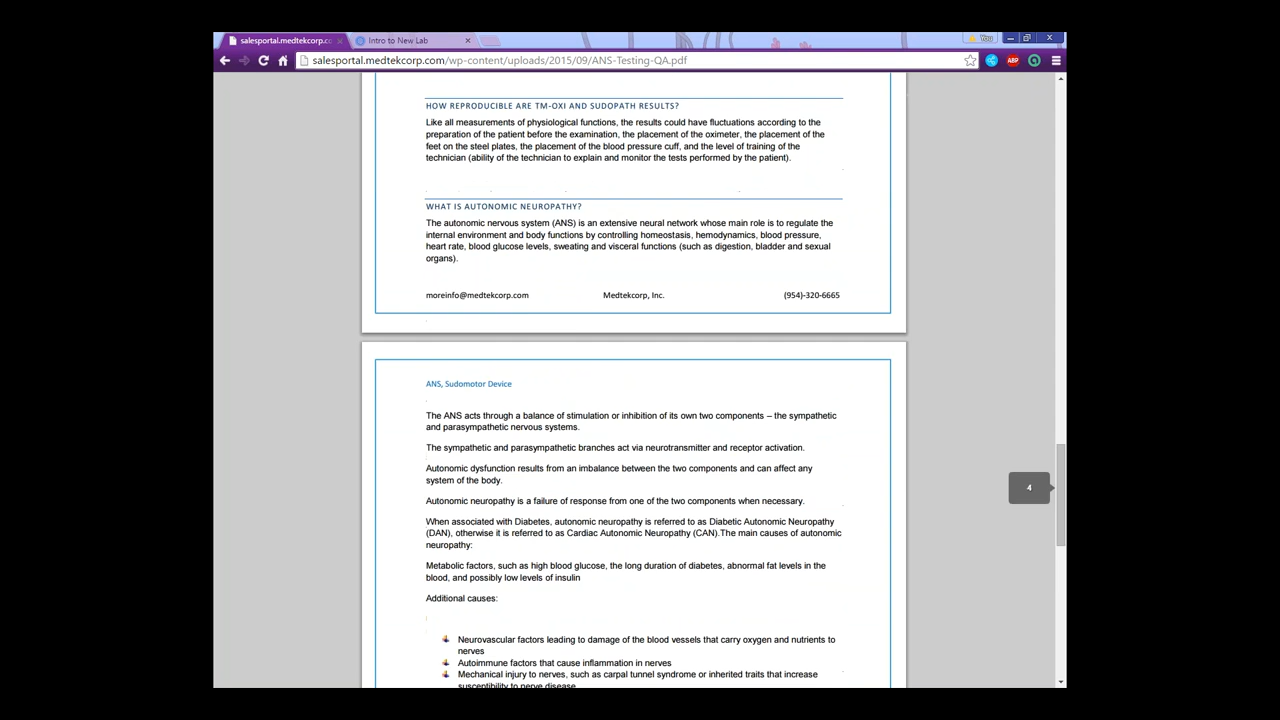 salesportal.medtekcorp.co
Intro to New Lab
You
salesportal.medtekcorp.com/wp-content/uploads/2015/09/ANS-Testing-QA.pdf
ABP
HOW REPRODUCIBLE ARE TM-OXI AND SUDOPATH RESULTS?
Like all measurements of physiological functions, the results could have fluctuations according to the
preparation of the patient before the examination, the placement of the oximeter, the placement of the
feet on the steel plates, the placement of the blood pressure cuff, and the level of training of the
technician (ability of the technician to explain and monitor the tests performed by the patient).
WHAT IS AUTONOMIC NEUROPATHY?
The autonomic nervous system (ANS) is an extensive neural network whose main role is to regulate the
internal environment and body functions by controlling homeostasis, hemodynamics, blood pressure,
heart rate, blood glucose levels, sweating and visceral functions (such as digestion, bladder and sexual
organs).
moreinfo@medtekcorp.com Medtekcorp, Inc. (954)-320-6665
ANS, Sudomotor Device
The ANS acts through a balance of stimulation or inhibition of its own two components – the sympathetic
and parasympathetic nervous systems.
The sympathetic and parasympathetic branches act via neurotransmitter and receptor activation.
Autonomic dysfunction results from an imbalance between the two components and can affect any
system of the body.
4
Autonomic neuropathy is a failure of response from one of the two components when necessary.
When associated with Diabetes, autonomic neuropathy is referred to as Diabetic Autonomic Neuropathy
(DAN), otherwise it is referred to as Cardiac Autonomic Neuropathy (CAN).The main causes of autonomic
neuropathy:
Metabolic factors, such as high blood glucose, the long duration of diabetes, abnormal fat levels in the
blood, and possibly low levels of insulin
Additional causes:
Neurovascular factors leading to damage of the blood vessels that carry oxygen and nutrients to
nerves
Autoimmune factors that cause inflammation in nerves
Mechanical injury to nerves, such as carpal tunnel syndrome or inherited traits that increase
susceptibility to nerve disease